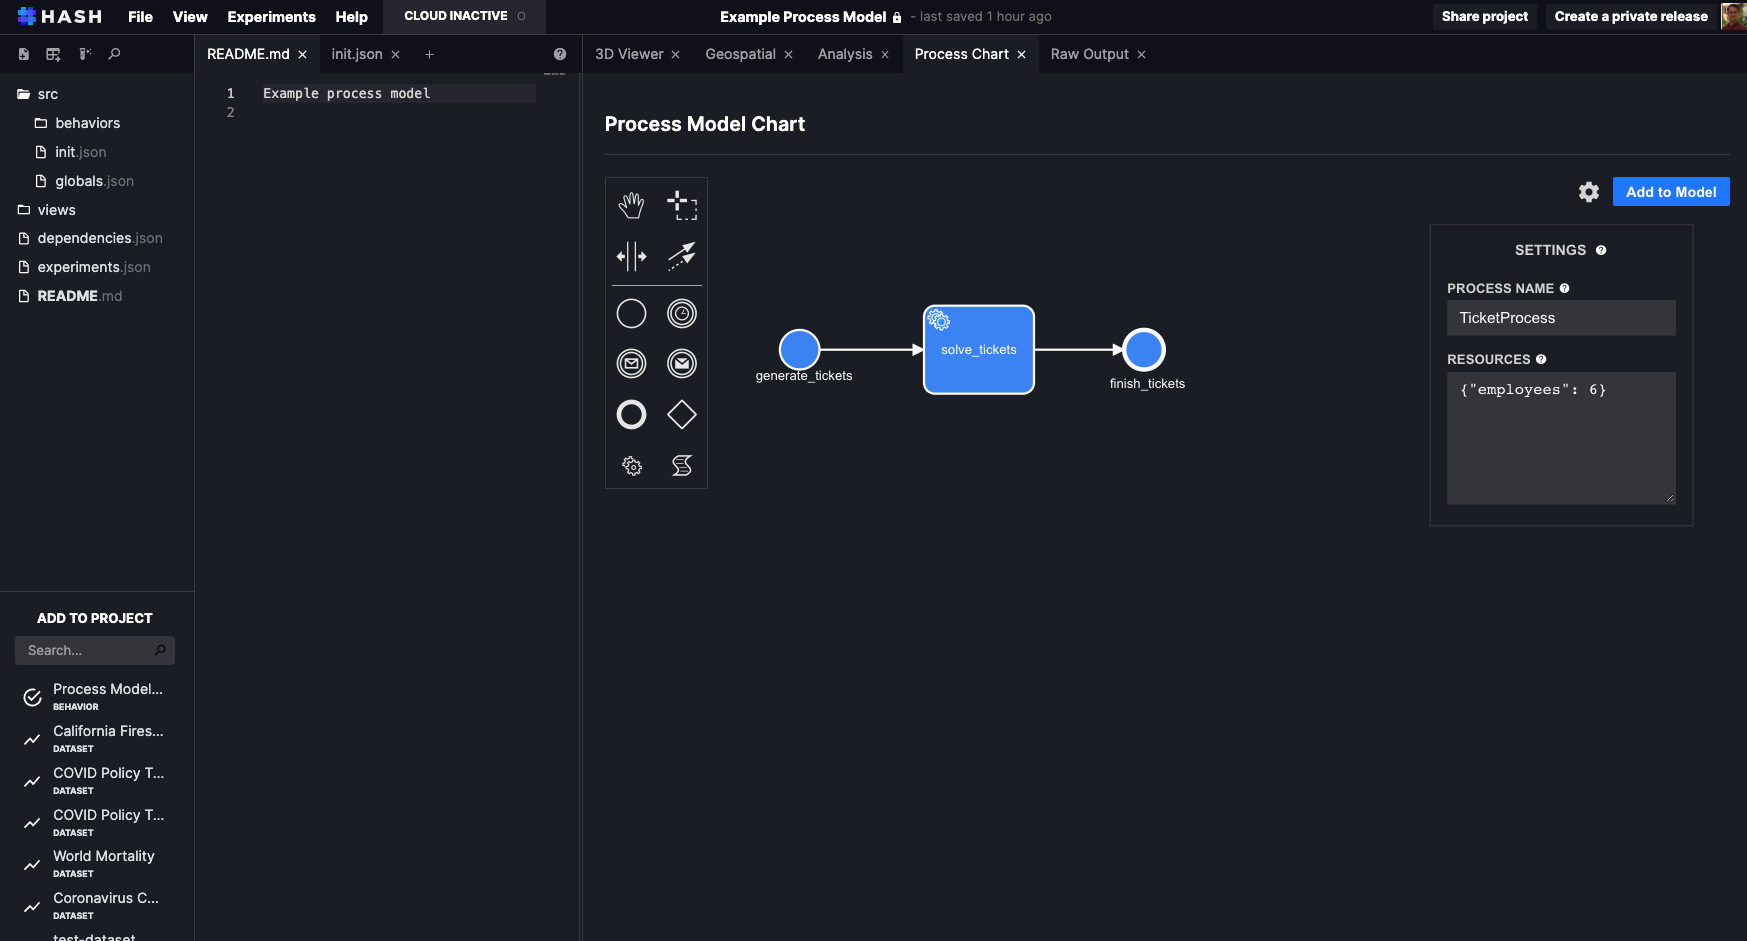 HASH File View Experiments Help CLOUD INACTIVE Example Process Model - last saved 1 hour ago Share project Create a private release
README.md init.json 3D Viewer Geospatial Analysis Process Chart Raw Output
src
behaviors
init.json
globals.json
views
dependencies.json
experiments.json
README.md
ADD TO PROJECT
Search...
Process Model...
BEHAVIOR
California Fires...
DATASET
COVID Policy T...
DATASET
COVID Policy T...
DATASET
World Mortality
DATASET
Coronavirus C...
DATASET
test-dataset
1 Example process model
2
Process Model Chart
Add to Model
generate_tickets
solve_tickets
finish_tickets
SETTINGS
PROCESS NAME
TicketProcess
RESOURCES
{"employees": 6}